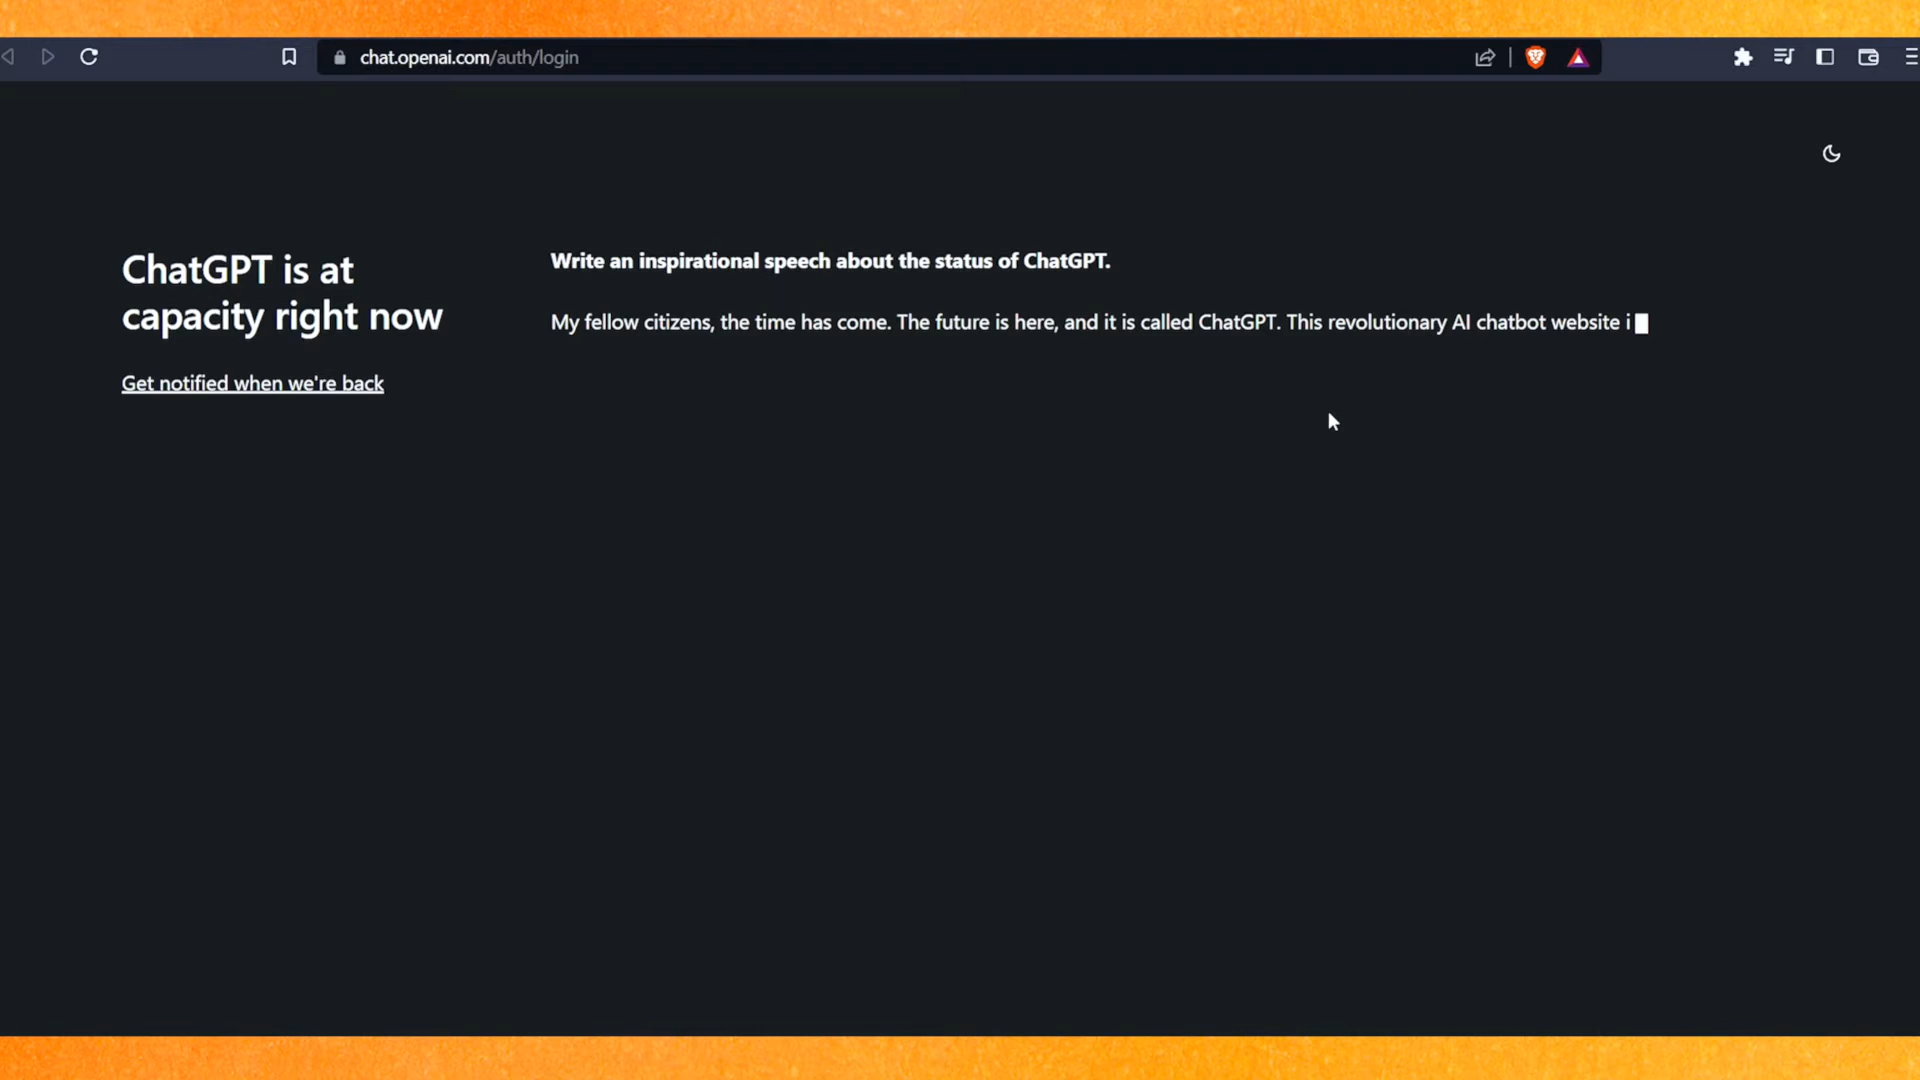 chat.openai.com/auth/login
ChatGPT is at
capacity right now
Get notified when we're back
Write an inspirational speech about the status of ChatGPT.
My fellow citizens, the time has come. The future is here, and it is called ChatGPT. This revolutionary AI chatbot website i